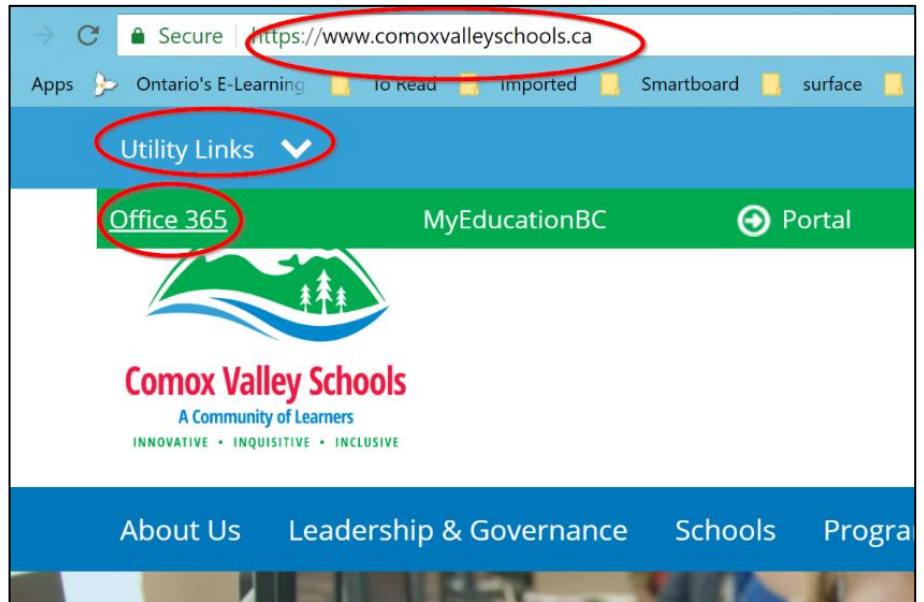 Secure https://www.comoxvalleyschools.ca
Apps Ontario's E-Learning To Read Imported Smartboard surface
Utility Links
Office 365 MyEducationBC Portal
Comox Valley Schools
A Community of Learners
INNOVATIVE • INQUISITIVE • INCLUSIVE
About Us Leadership & Governance Schools Progra